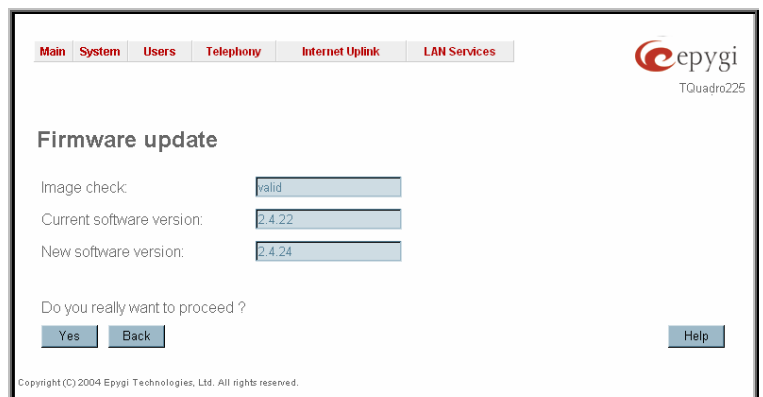 Main System Users Telephony Internet Uplink LAN Services
epygi
TQuadro225
Firmware update
Image check: valid
Current software version: 2.4.22
New software version: 2.4.24
Do you really want to proceed ?
Yes Back Help
Copyright (C) 2004 Epygi Technologies, Ltd. All rights reserved.